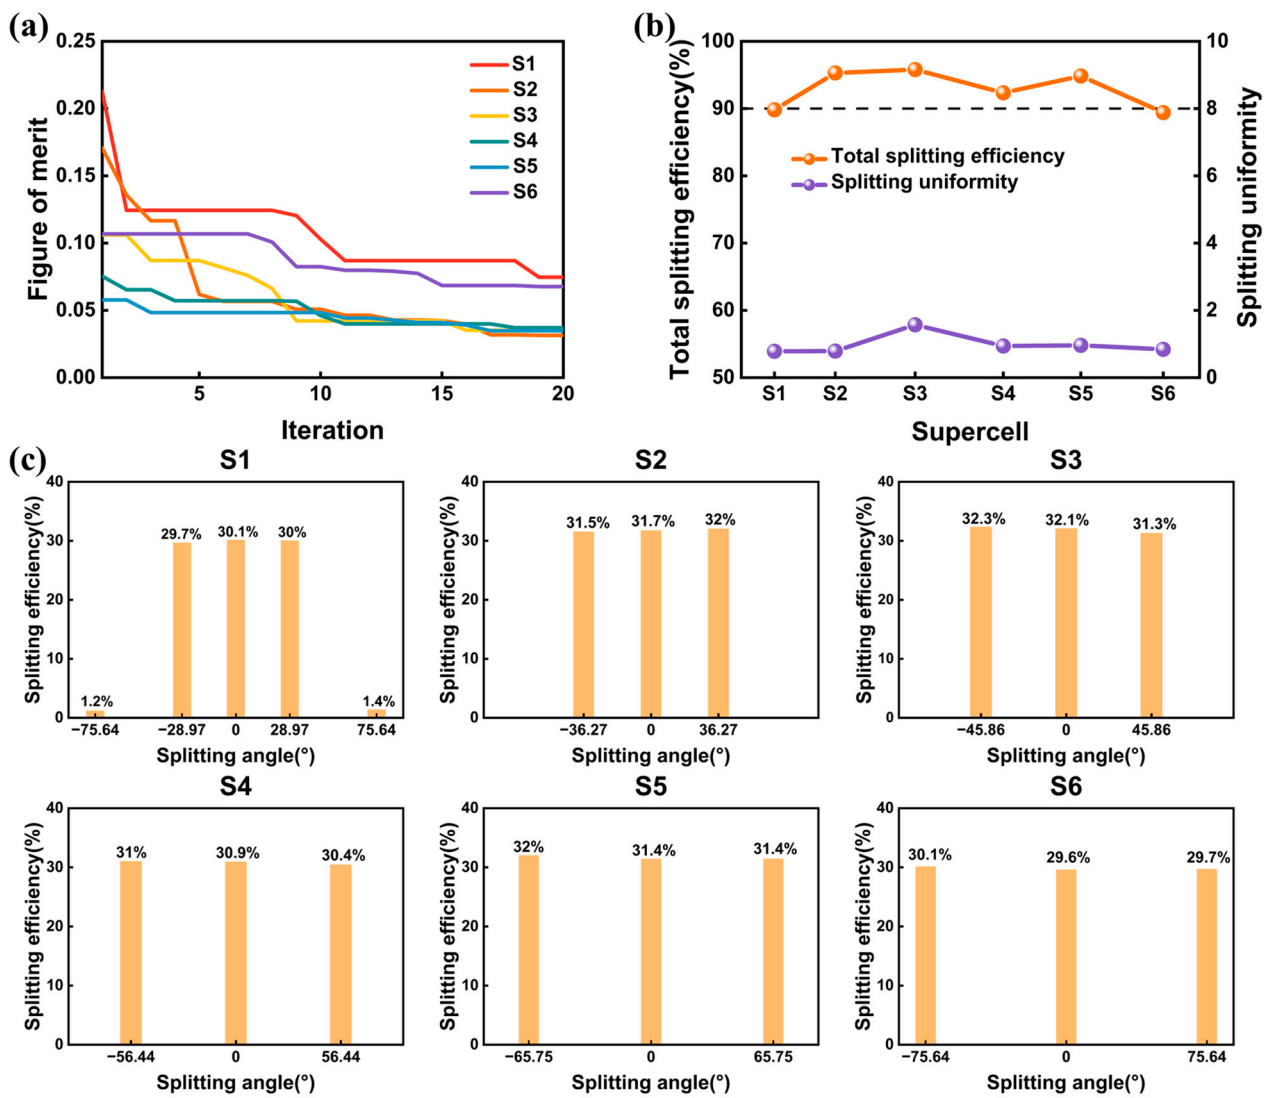 (a)
0.25
0.20
0.15
0.10
0.05
0.00
Figure of merit
5
10
15
20
Iteration
S1
S2
S3
S4
S5
S6
(b)
100
90
80
70
60
50
Total splitting efficiency(%)
10
8
6
4
2
0
Splitting uniformity
Total splitting efficiency
Splitting uniformity
S1
S2
S3
S4
S5
S6
Supercell
(c)
S1
40
30
20
10
0
Splitting efficiency(%)
1.2%
29.7%
30.1%
30%
1.4%
−75.64
−28.97
0
28.97
75.64
Splitting angle(°)
S2
40
30
20
10
0
Splitting efficiency(%)
31.5%
31.7%
32%
−36.27
0
36.27
Splitting angle(°)
S3
40
30
20
10
0
Splitting efficiency(%)
32.3%
32.1%
31.3%
−45.86
0
45.86
Splitting angle(°)
S4
40
30
20
10
0
Splitting efficiency(%)
31%
30.9%
30.4%
−56.44
0
56.44
Splitting angle(°)
S5
40
30
20
10
0
Splitting efficiency(%)
32%
31.4%
31.4%
−65.75
0
65.75
Splitting angle(°)
S6
40
30
20
10
0
Splitting efficiency(%)
30.1%
29.6%
29.7%
−75.64
0
75.64
Splitting angle(°)